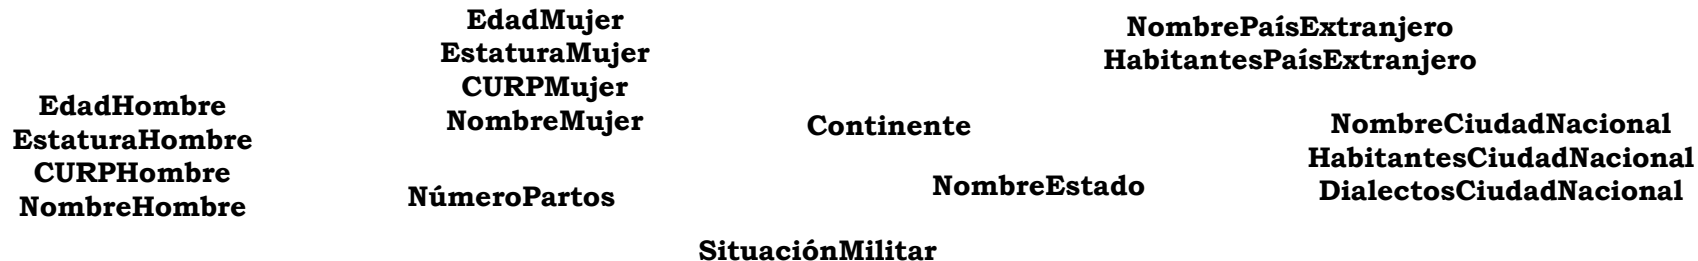 EdadMujer
EstaturaMujer
CURPMujer
NombreMujer
NombrePaísExtranjero
HabitantesPaísExtranjero
EdadHombre
EstaturaHombre
CURPHombre
NombreHombre
Continente
NombreCiudadNacional
HabitantesCiudadNacional
DialectosCiudadNacional
NúmeroPartos
NombreEstado
SituaciónMilitar